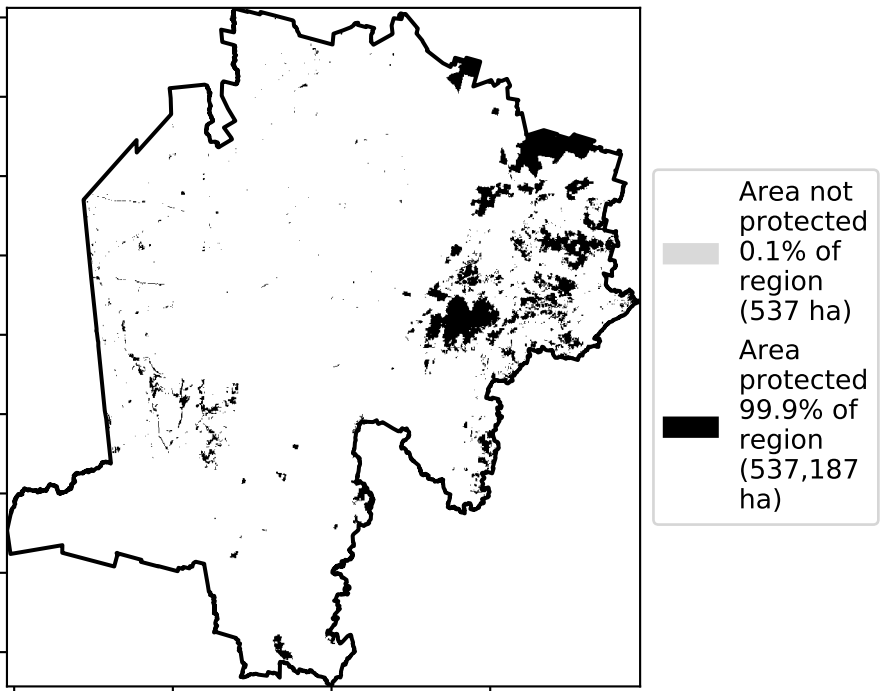 Area not
protected
0.1% of
region
(537 ha)
Area
protected
99.9% of
region
(537,187
ha)